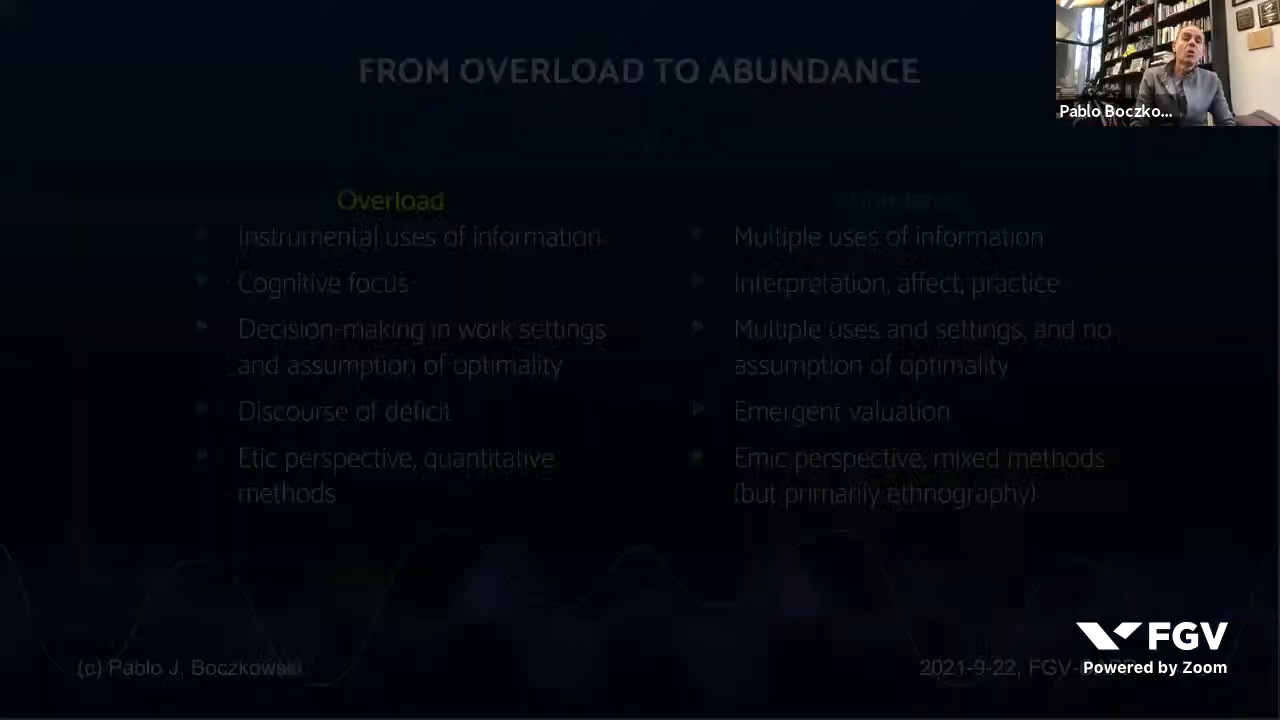 FROM OVERLOAD TO ABUNDANCE
Pablo Boczko...
Overload
Instrumental uses of information
Cognitive focus
Decision-making in work settings
and assumption of optimality
Discourse of deficit
Etic perspective, quantitative
methods
Multiple uses of information
Interpretation, affect, practice
Multiple uses and settings, and no
assumption of optimality
Emergent valuation
Emic perspective, mixed methods
(but primarily ethnography)
(c) Pablo J. Boczkowski
2021-9-22, FGV-
FGV
Powered by Zoom